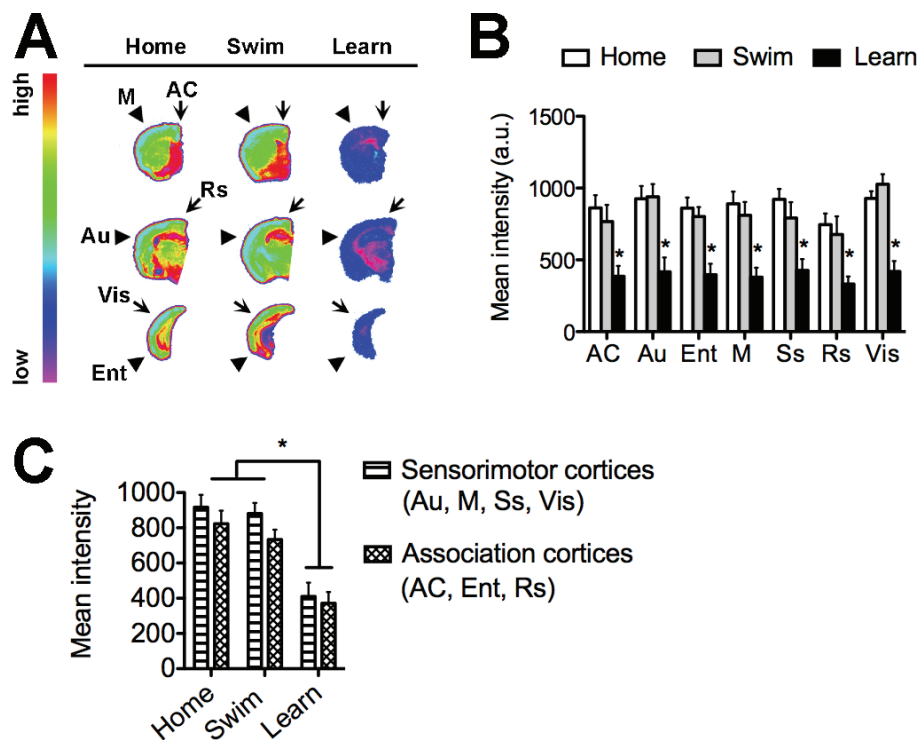 A
Home Swim Learn
high
low
M
AC
Rs
Au
Vis
Ent
B
Home Swim Learn
Mean intensity (a.u.)
1500
1000
500
0
* * * * * * *
AC Au Ent M Ss Rs Vis
C
*
Mean intensity
1000
800
600
400
200
0
Home Swim Learn
Sensorimotor cortices
(Au, M, Ss, Vis)
Association cortices
(AC, Ent, Rs)